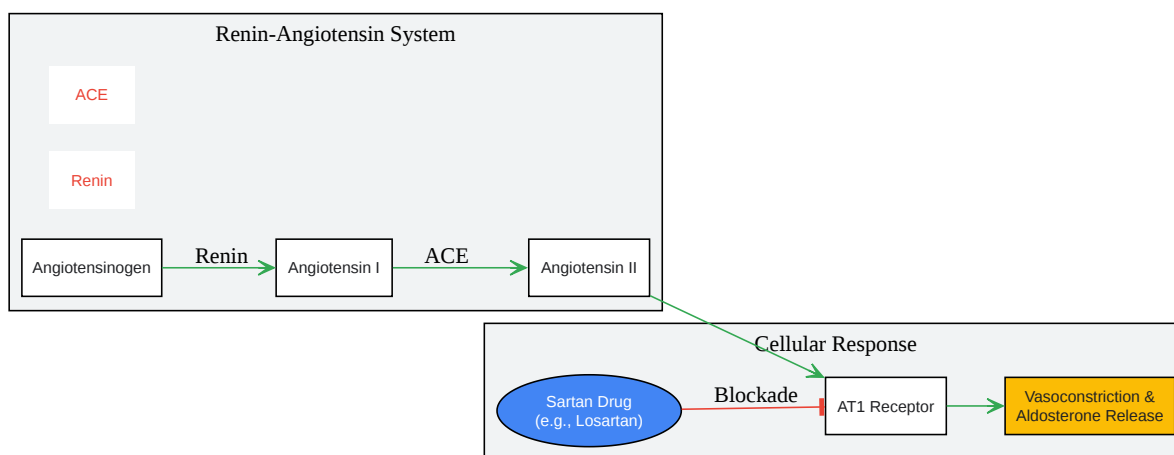 Renin-Angiotensin System
ACE
Renin
Angiotensinogen
Renin
Angiotensin I
ACE
Angiotensin II
Cellular Response
Sartan Drug
(e.g., Losartan)
Blockade
AT1 Receptor
Vasoconstriction &
Aldosterone Release